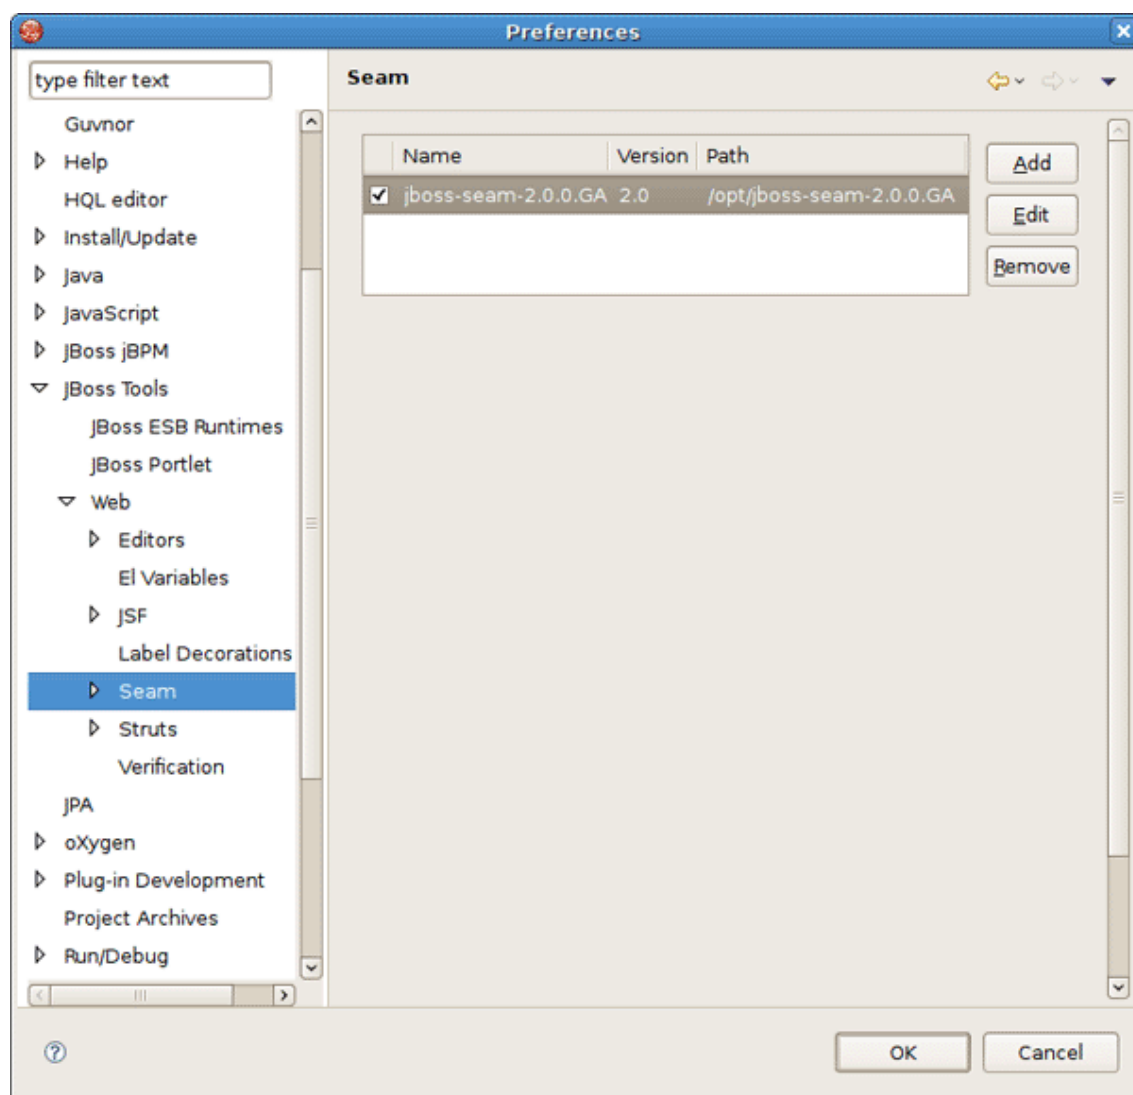 Preferences
type filter text
Guvnor
Help
HQL editor
Install/Update
Java
JavaScript
JBoss jBPM
JBoss Tools
JBoss ESB Runtimes
JBoss Portlet
Web
Editors
El Variables
JSF
Label Decorations
Seam
Struts
Verification
JPA
oXygen
Plug-in Development
Project Archives
Run/Debug
Seam
Name Version Path
jboss-seam-2.0.0.GA 2.0 /opt/jboss-seam-2.0.0.GA
Add
Edit
Remove
OK Cancel